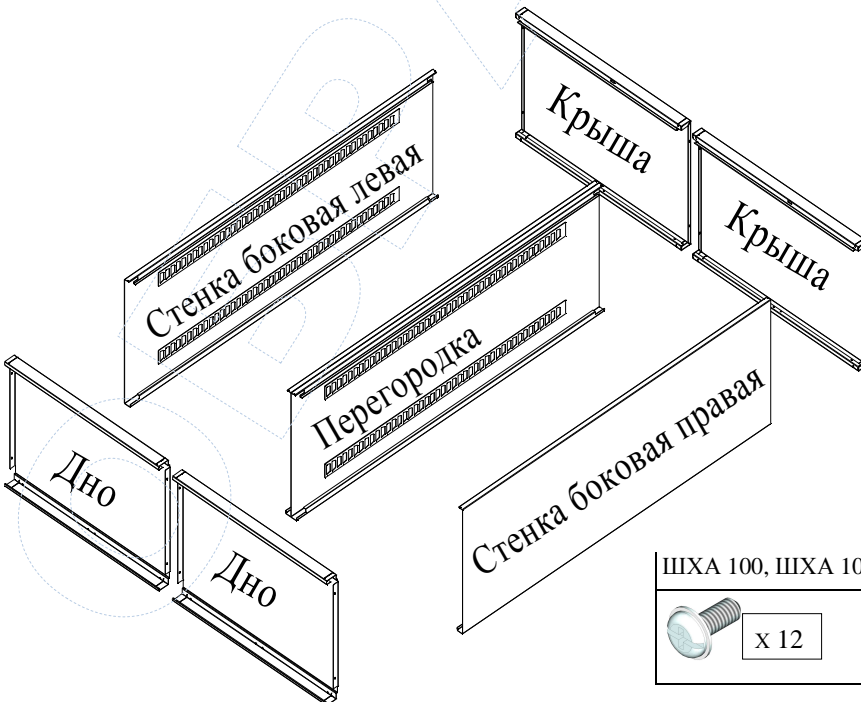 Крыша
Крыша
Стенка боковая левая
Перегородка
Стенка боковая правая
Дно
Дно
ШХА 100, ШХА 10
х 12